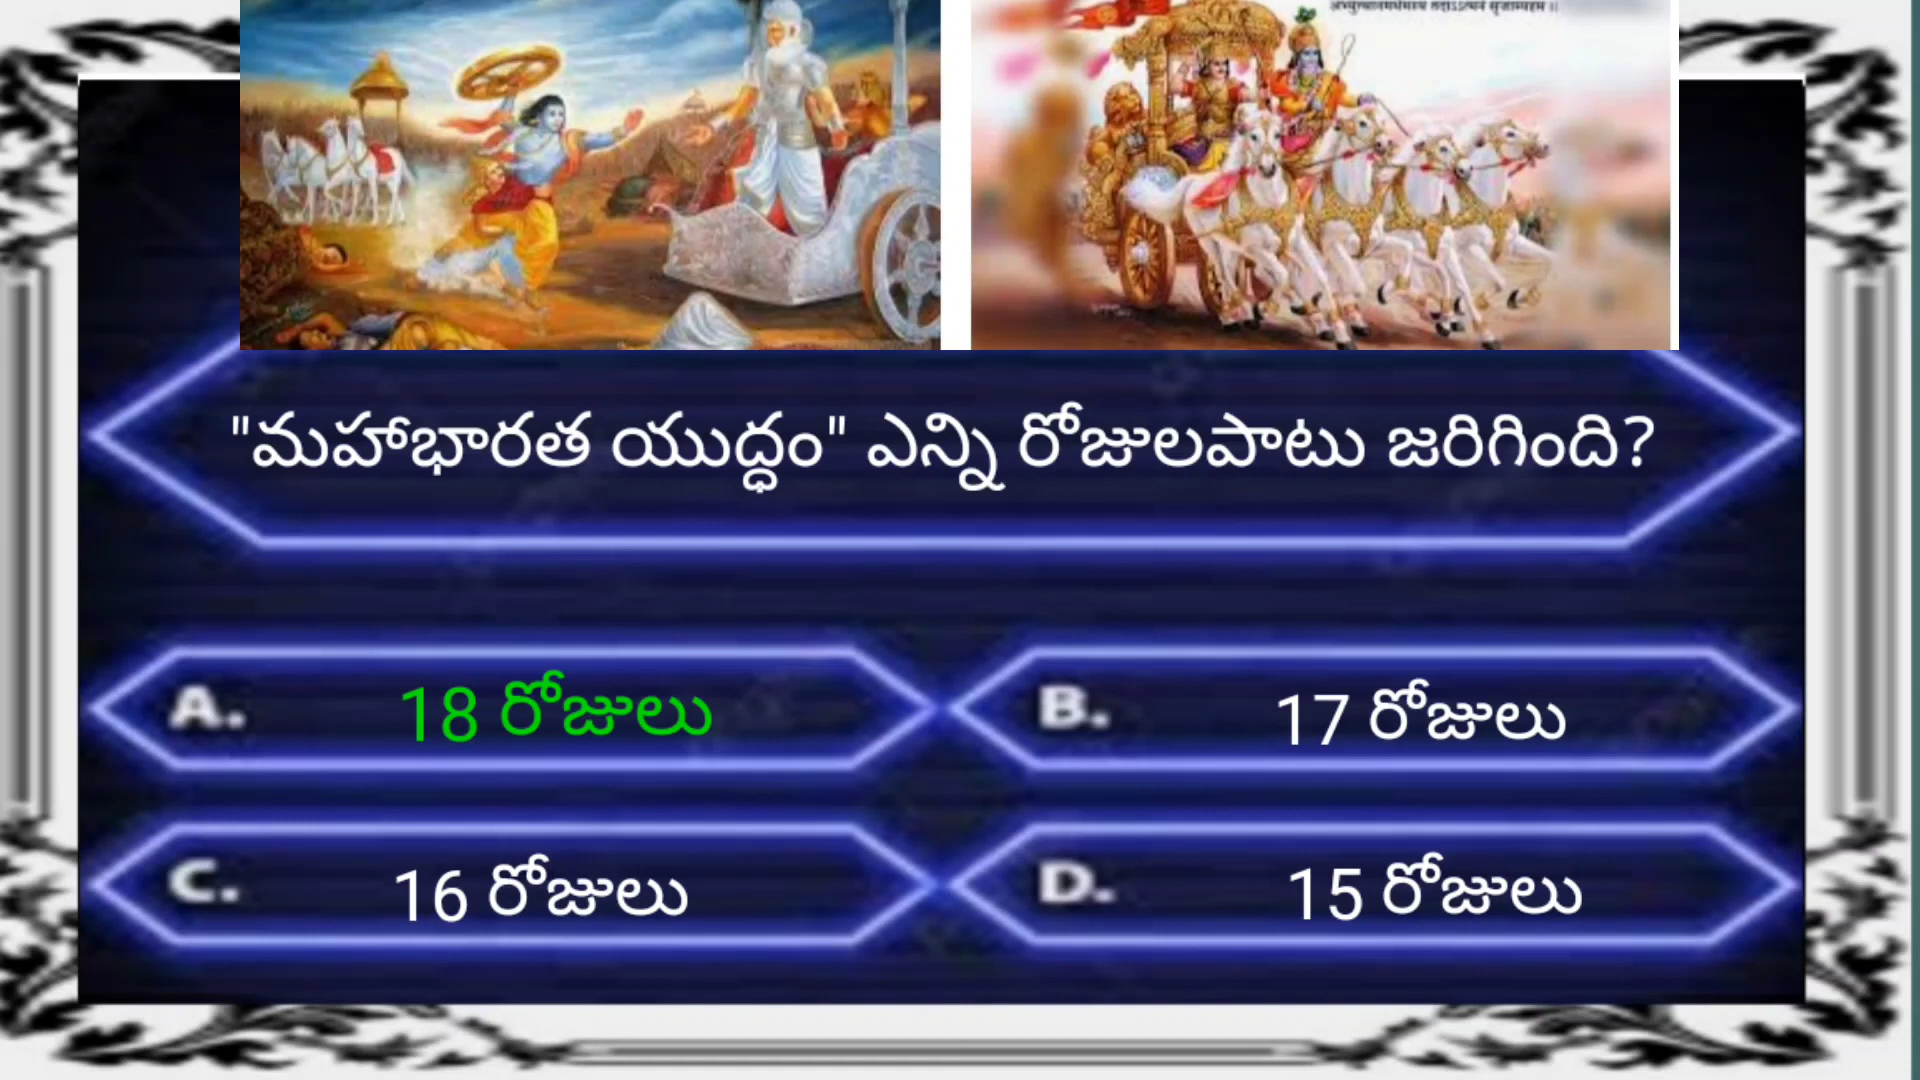 "మహాభారత యుద్ధం" ఎన్ని రోజులపాటు జరిగింది?
A. 18 రోజులు
B. 17 రోజులు
C. 16 రోజులు
D. 15 రోజులు